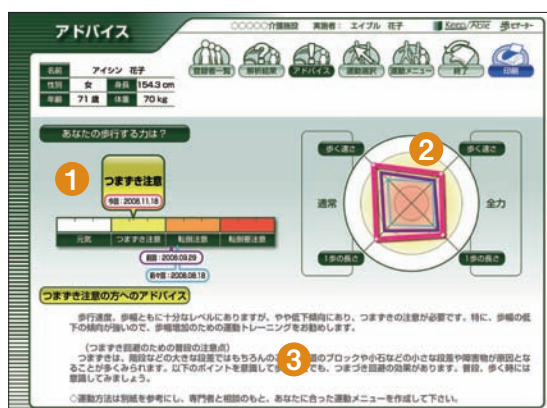 アドバイス
○○○○○介護施設 実施者： エイブル 花子
Keep/Able 歩ビゲーター
登録者一覧 解析結果 アドバイス 運動選択 運動メニュー 終了 印刷
名前 アイシン 花子
性別 女 身長 154.3 cm
年齢 71 歳 体重 70 kg
あなたの歩行する力は？
1
つまずき注意
今回：2008.11.18
元気 つまずき注意 転倒注意 転倒要注意
前回：2008.09.29
前々回：2008.08.18
2
歩く速さ 歩く速さ
通常 全力
1歩の長さ 1歩の長さ
つまずき注意の方へのアドバイス
歩行速度、歩幅ともに十分なレベルにありますが、やや低下傾向にあり、つまずきの注意が必要です。特に、歩幅の低
下の傾向が強いので、歩幅増加のための運動トレーニングをお勧めします。
（つまずき回避のための普段の注意点）
つまずきは、階段などの大きな段差ではもちろんの 道のブロックや小石などの小さな段差や障害物が原因とな
ることが多くみられます。以下のポイントを意識して歩 でも、つまづき回避の効果があります。普段、歩く時には
意識してみましょう。
3
◇運動方法は別紙を参考にし、専門者と相談のもと、あなたに合った運動メニューを作成して下さい。